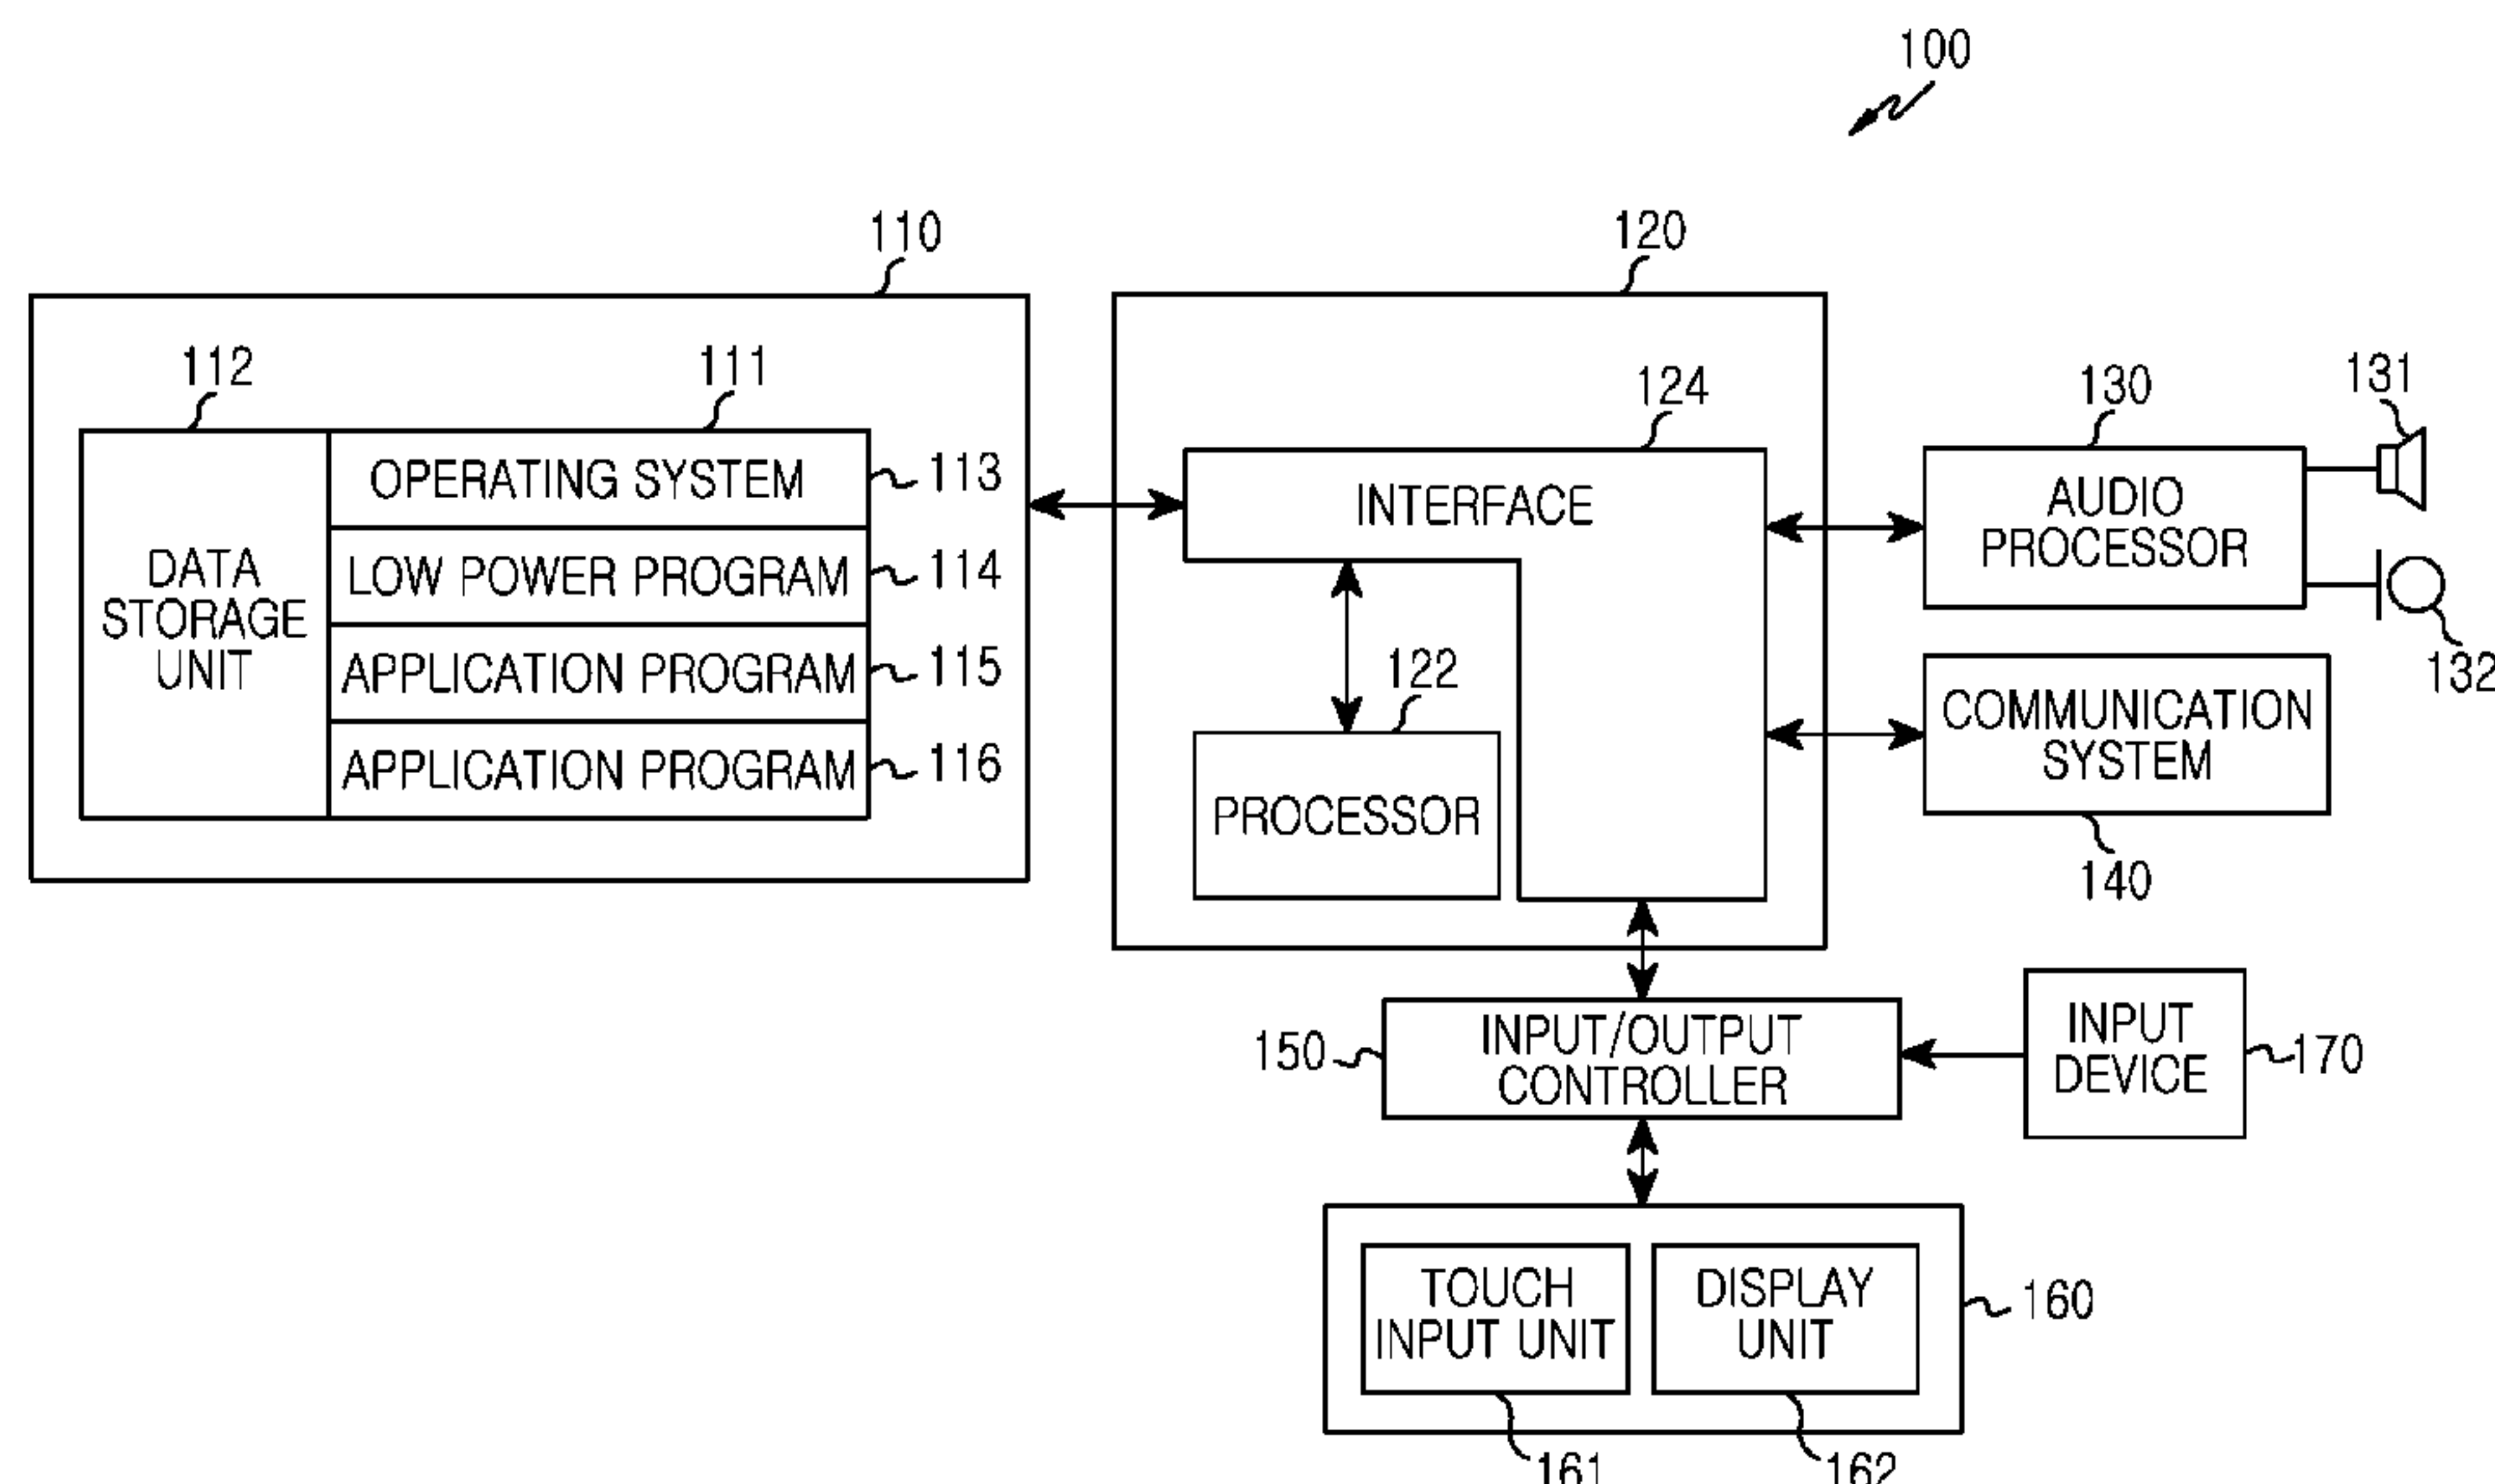 100
110
120
112
111
124
130
131
OPERATING SYSTEM
113
INTERFACE
AUDIO
PROCESSOR
DATA
STORAGE
UNIT
LOW POWER PROGRAM
114
132
APPLICATION PROGRAM
115
122
COMMUNICATION
SYSTEM
APPLICATION PROGRAM
116
PROCESSOR
140
150
INPUT/OUTPUT
CONTROLLER
INPUT
DEVICE
170
TOUCH
INPUT UNIT
DISPLAY
UNIT
160
161
162